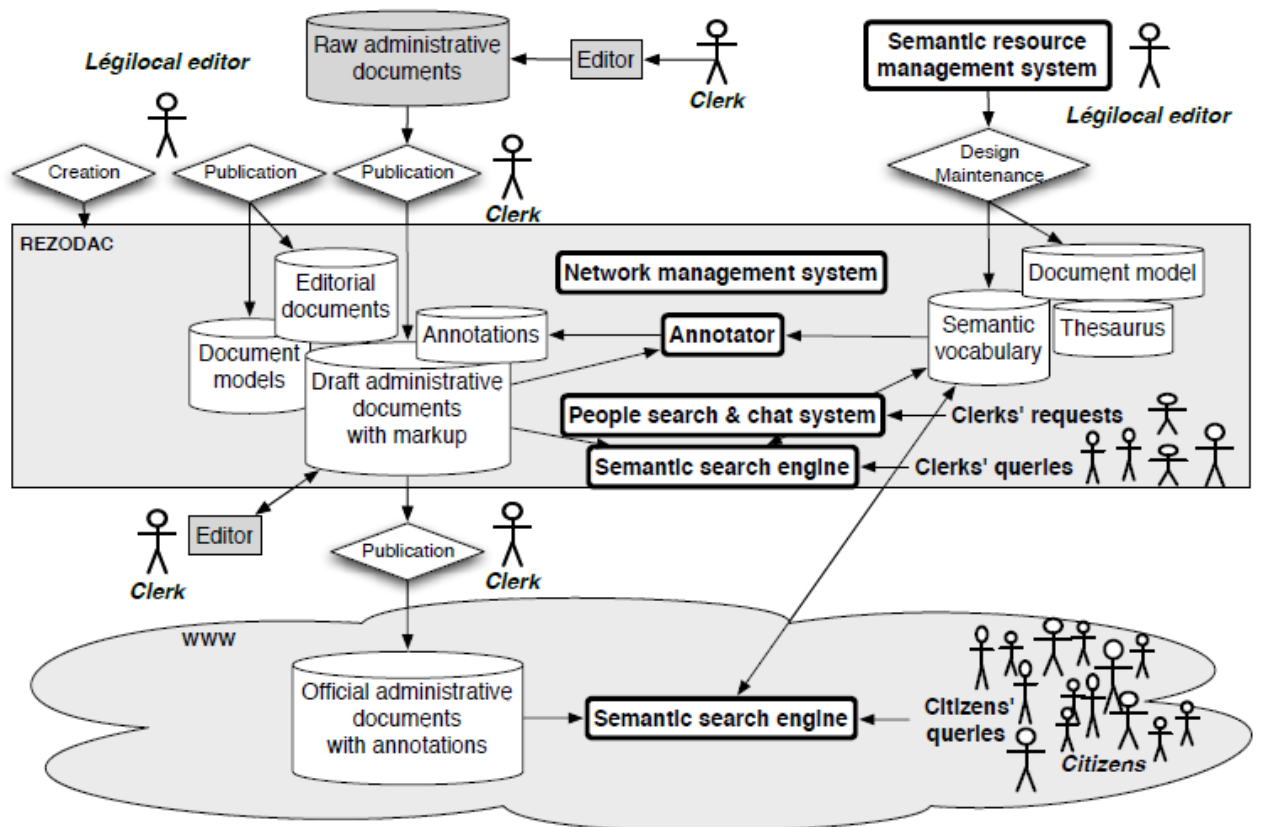 Raw administrative
documents
Editor
Clerk
Légilocal editor
Semantic resource
management system
Légilocal editor
Creation
Publication
Publication
Clerk
Design
Maintenance
REZODAC
Editorial
documents
Document
models
Annotations
Draft administrative
documents
with markup
Network management system
Annotator
Semantic
vocabulary
Document model
Thesaurus
People search & chat system
Clerks' requests
Semantic search engine
Clerks' queries
Editor
Clerk
Publication
Clerk
WWW
Official administrative
documents
with annotations
Semantic search engine
Citizens'
queries
Citizens